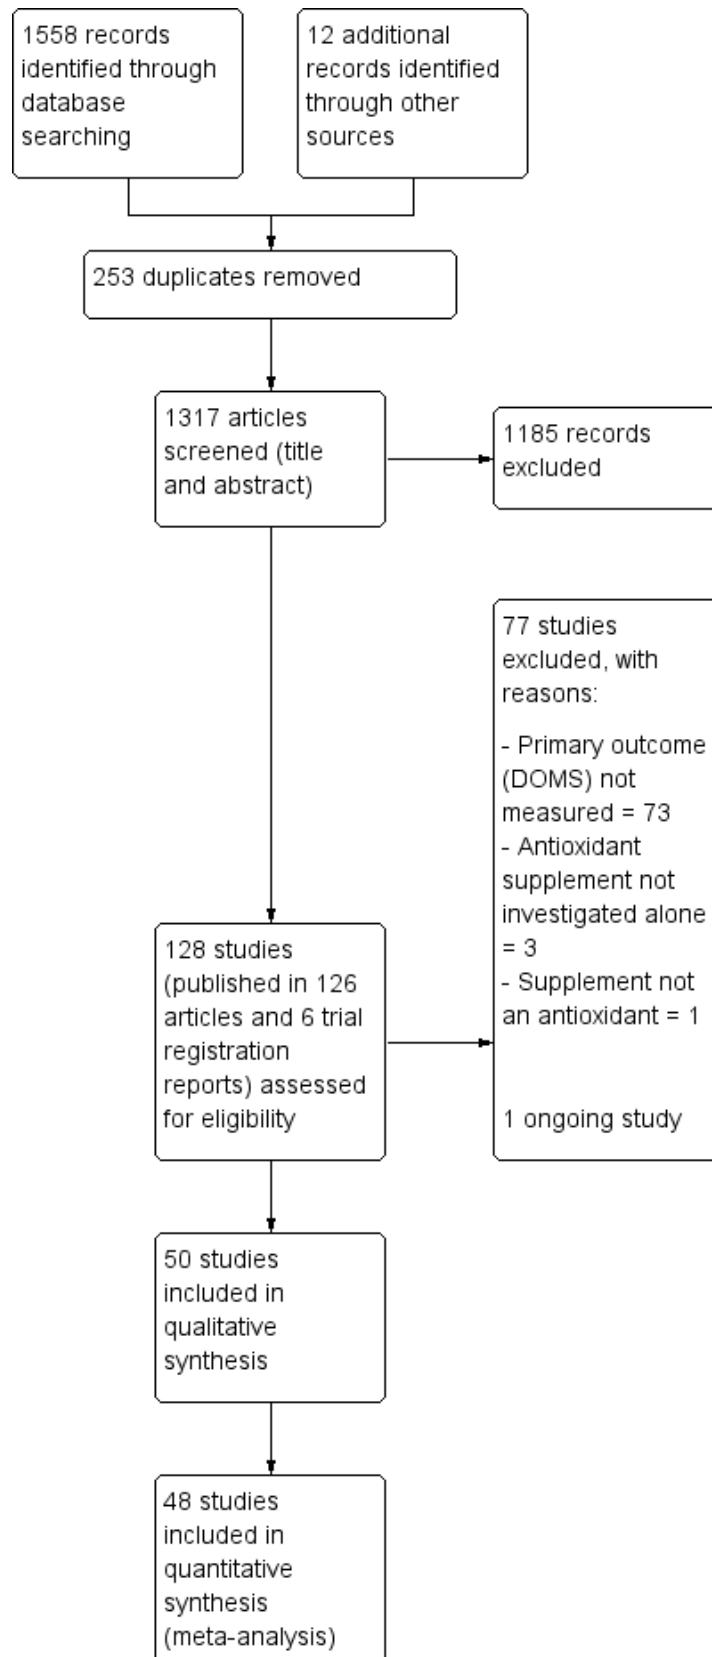 1558 records
identified through
database
searching
12 additional
records identified
through other
sources
253 duplicates removed
1317 articles
screened (title
and abstract)
1185 records
excluded
77 studies
excluded, with
reasons:
- Primary outcome
(DOMS) not
measured = 73
- Antioxidant
supplement not
investigated alone
= 3
- Supplement not
an antioxidant = 1
1 ongoing study
128 studies
(published in 126
articles and 6 trial
registration
reports) assessed
for eligibility
50 studies
included in
qualitative
synthesis
48 studies
included in
quantitative
synthesis
(meta-analysis)